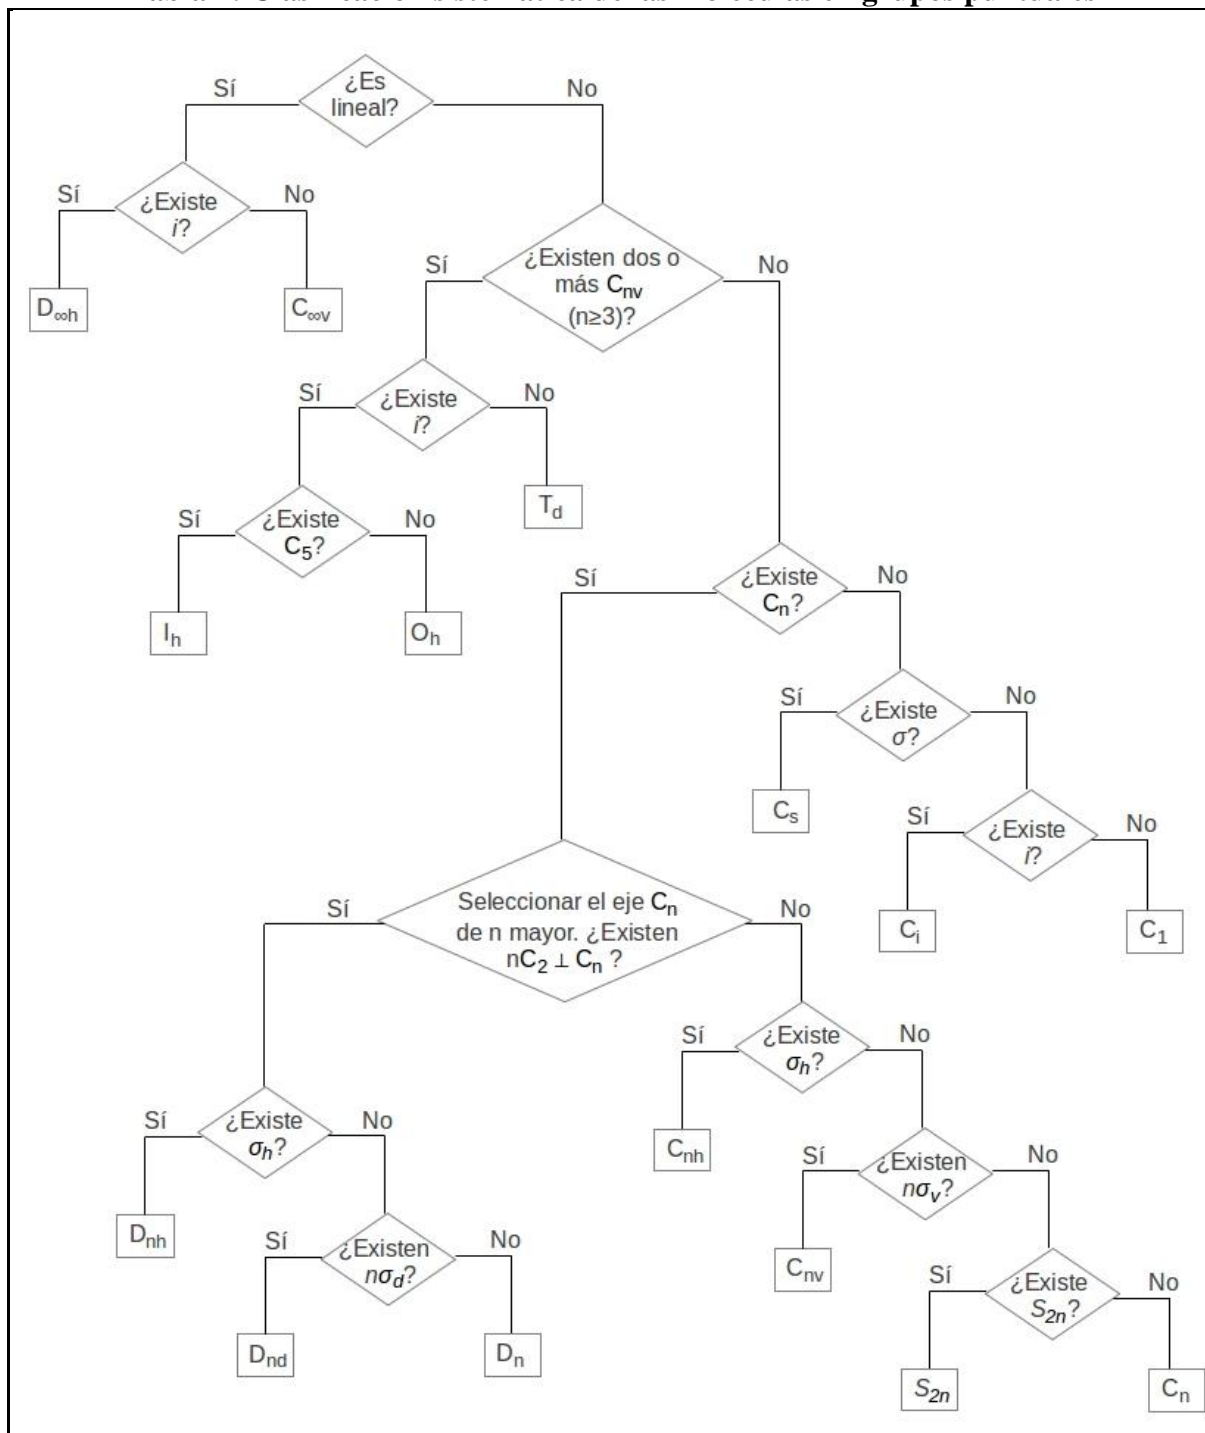 ¿Es
lineal?
Sí
No
¿Existe
i?
Sí
No
D∞h
C∞v
¿Existen dos o
más Cnv
(n≥3)?
Sí
No
¿Existe
i?
Sí
No
Td
¿Existe
C5?
Sí
No
Ih
Oh
¿Existe
Cn?
Sí
No
¿Existe
σ?
Sí
No
Cs
¿Existe
i?
Sí
No
Ci
C1
Seleccionar el eje Cn
de n mayor. ¿Existen
nC2 ⊥ Cn ?
Sí
No
¿Existe
σh?
Sí
No
Cnh
¿Existen
nσv?
Sí
No
Cnv
¿Existe
S2n?
Sí
No
S2n
Cn
¿Existe
σh?
Sí
No
Dnh
¿Existen
nσd?
Sí
No
Dnd
Dn